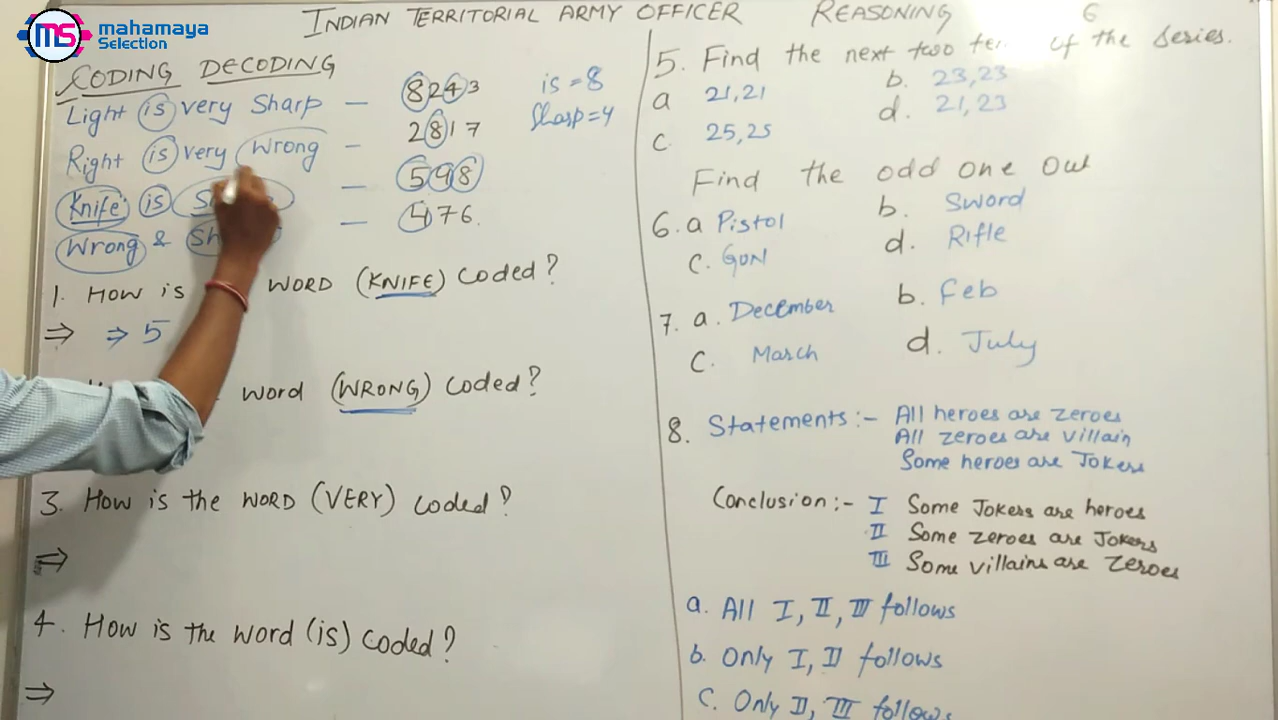 mahamaya
Selection
INDIAN TERRITORIAL ARMY OFFICER REASONING 6
CODING DECODING
Light is very Sharp — 8243 is = 8
Sharp = 4
Right is very Wrong — 2817
Knife is — 598
Wrong & — 476.
1. HOW is WORD (KNIFE) Coded?
⇒ ⇒ 5
word (WRONG) Coded?
3. How is the WORD (VERY) coded?
⇒
4. How is the word (is) coded?
⇒
5. Find the next two of the series.
a 21,21 b. 23,23
c 25,25 d. 21,23
Find the odd one out
6. a Pistol b. Sword
c. GUN d. Rifle
7. a. December b. Feb
c. March d. July
8. Statements :- All heroes are zeroes
All zeroes are villain
Some heroes are Jokers
Conclusion :- I Some Jokers are heroes
II Some zeroes are Jokers
III Some villains are zeroes
a. All I, II, III follows
b. Only I, II follows
c. Only II, III follows